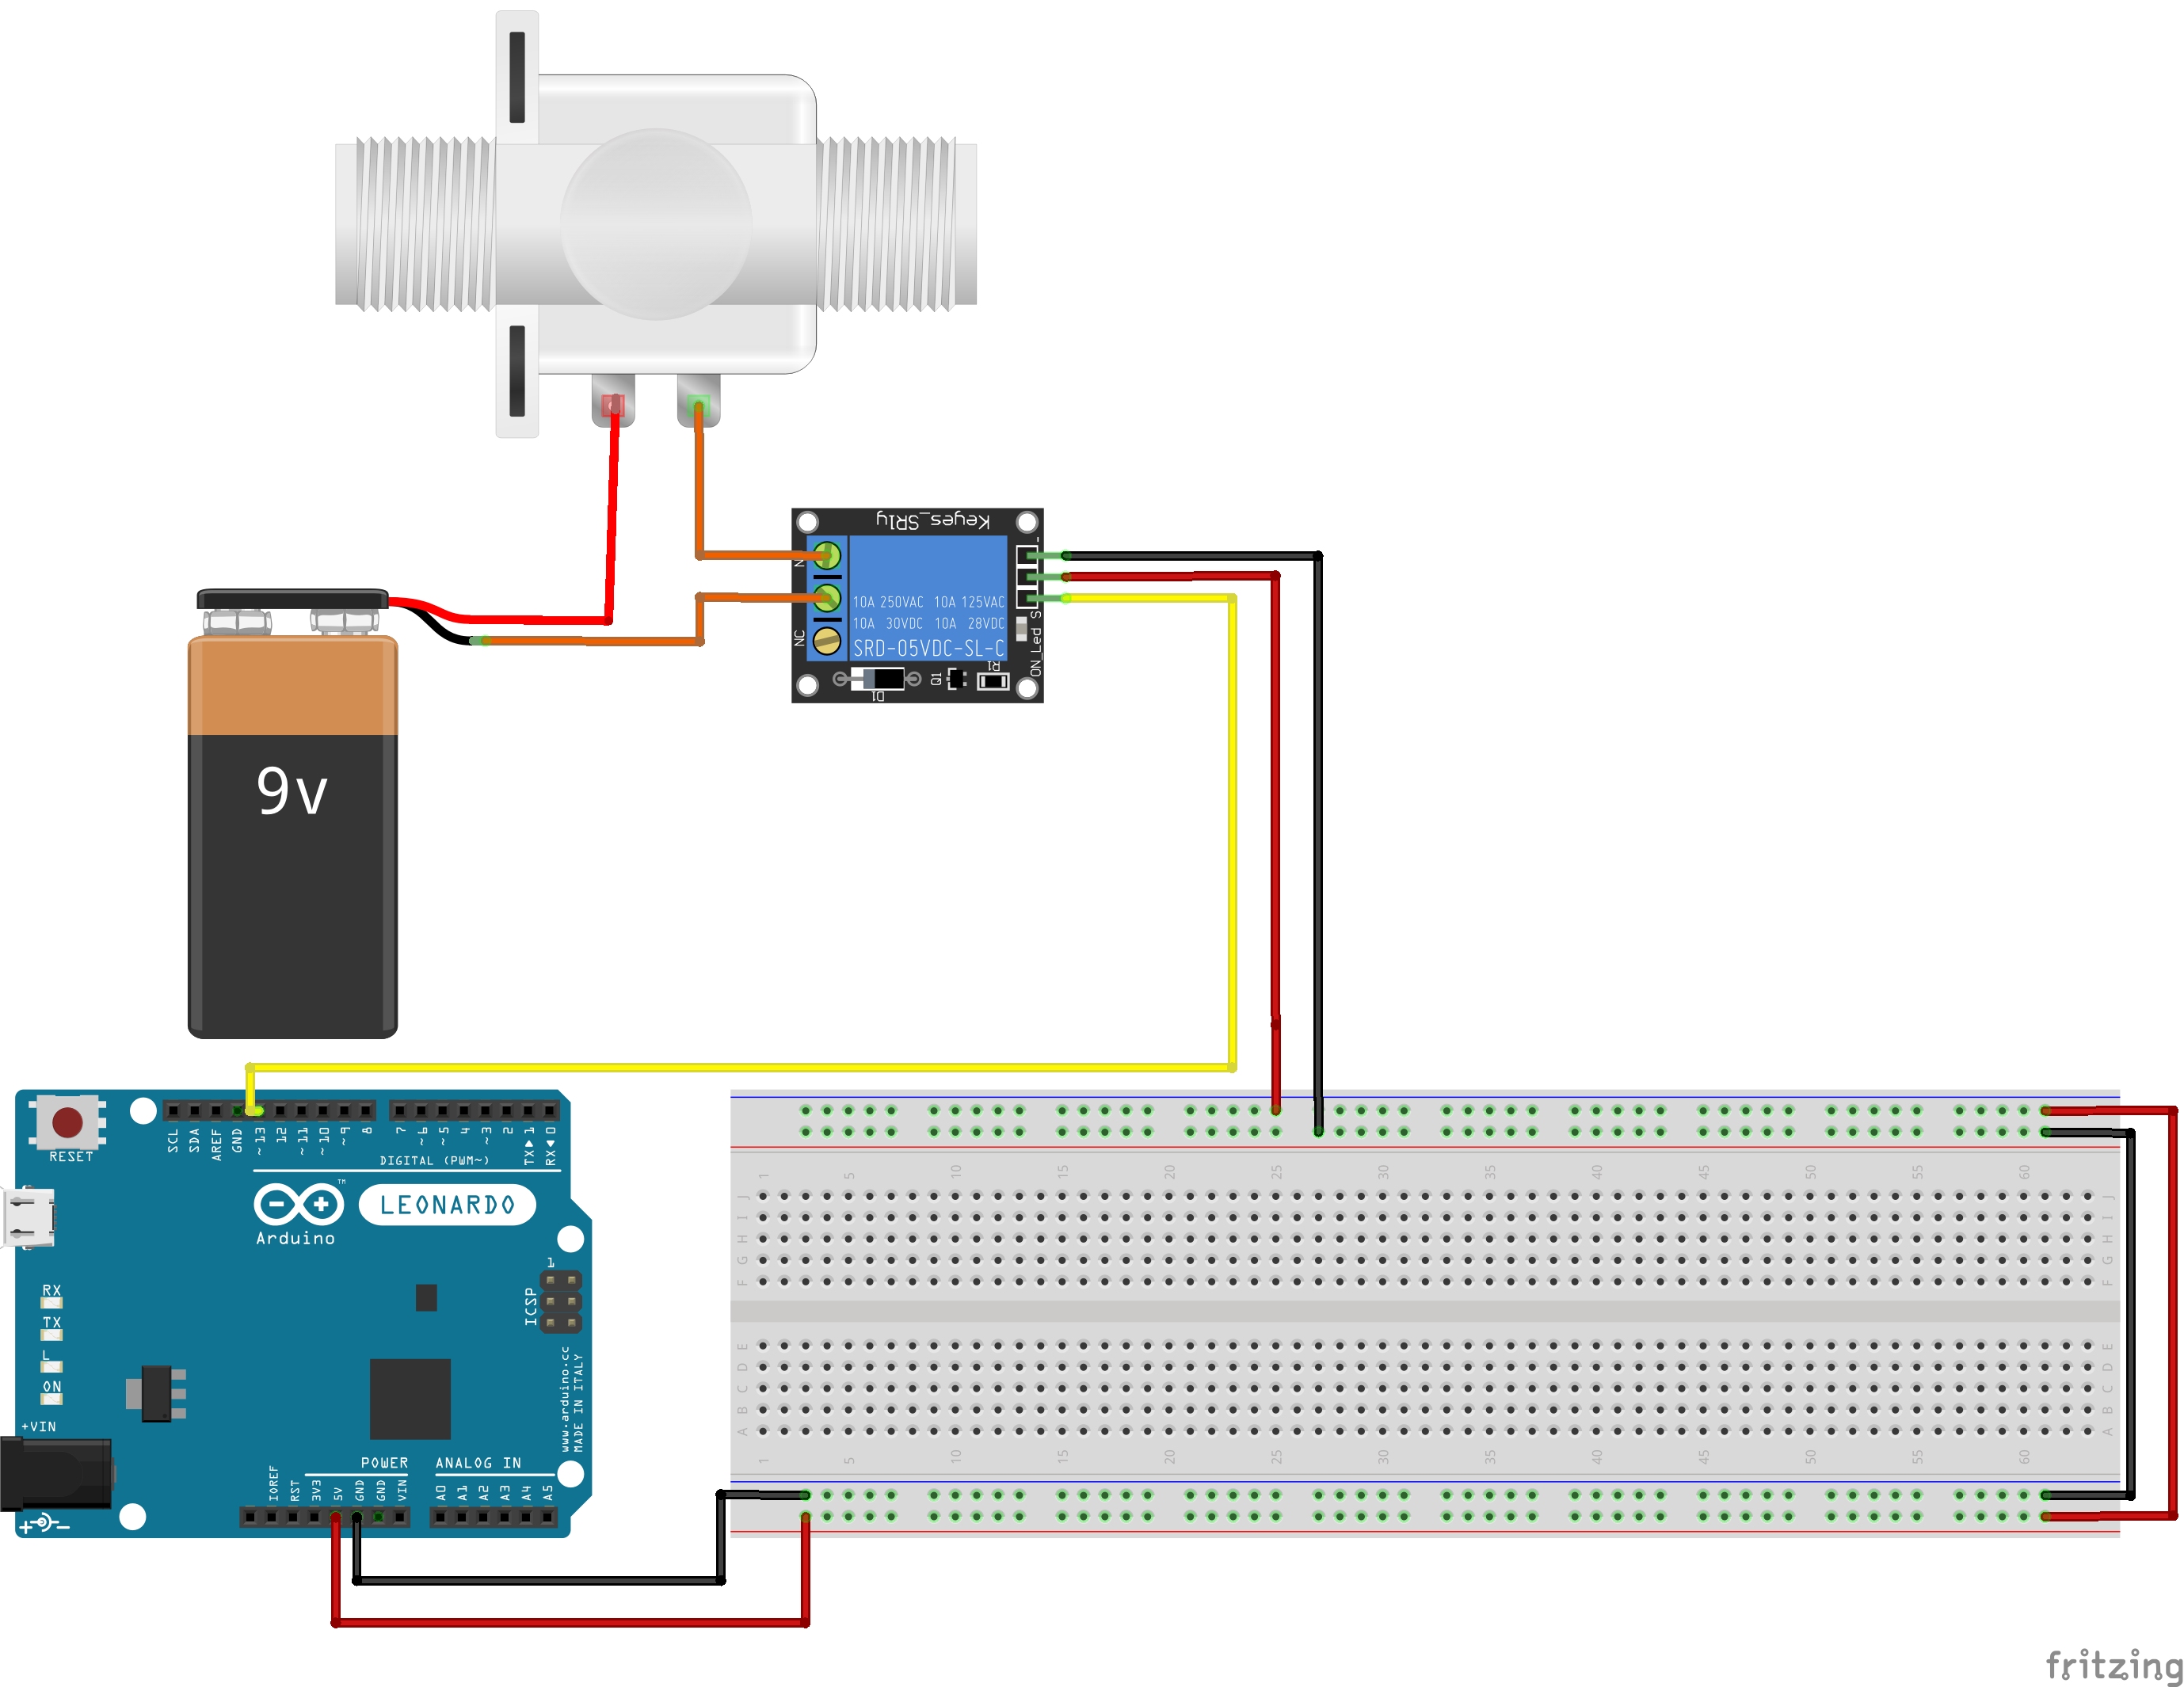 Keyes_SRly
-
NC
10A 250VAC 10A 125VAC
10A 30VDC 10A 28VDC
SRD-05VDC-SL-C
ON_Led S
R1
Q1
D1
9v
RESET
SCL
SDA
AREF
GND
~13
12
~11
~10
~9
8
7
~6
~5
4
~3
2
TX▶1
RX◀0
DIGITAL (PWM~)
TM
LEONARDO
Arduino
1
ICSP
RX
TX
L
ON
www.arduino.cc
MADE IN ITALY
+VIN
POWER
ANALOG IN
IOREF
RST
3V3
5V
GND
GND
VIN
A0
A1
A2
A3
A4
A5
1 5 10 15 20 25 30 35 40 45 50 55 60
J J
I I
H H
G G
F F
E E
D D
C C
B B
A A
1 5 10 15 20 25 30 35 40 45 50 55 60
fritzing